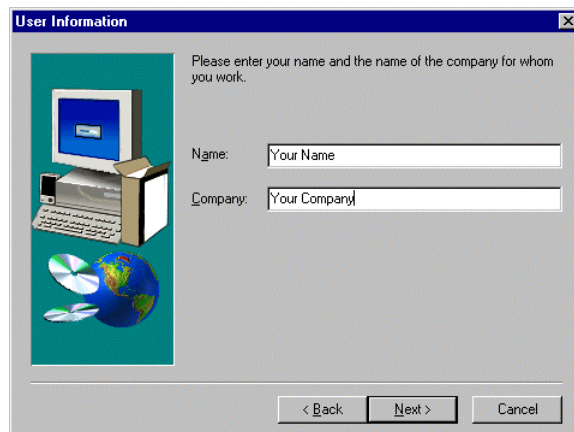 User Information
Please enter your name and the name of the company for whom
you work.
Name: Your Name
Company: Your Company
< Back Next > Cancel